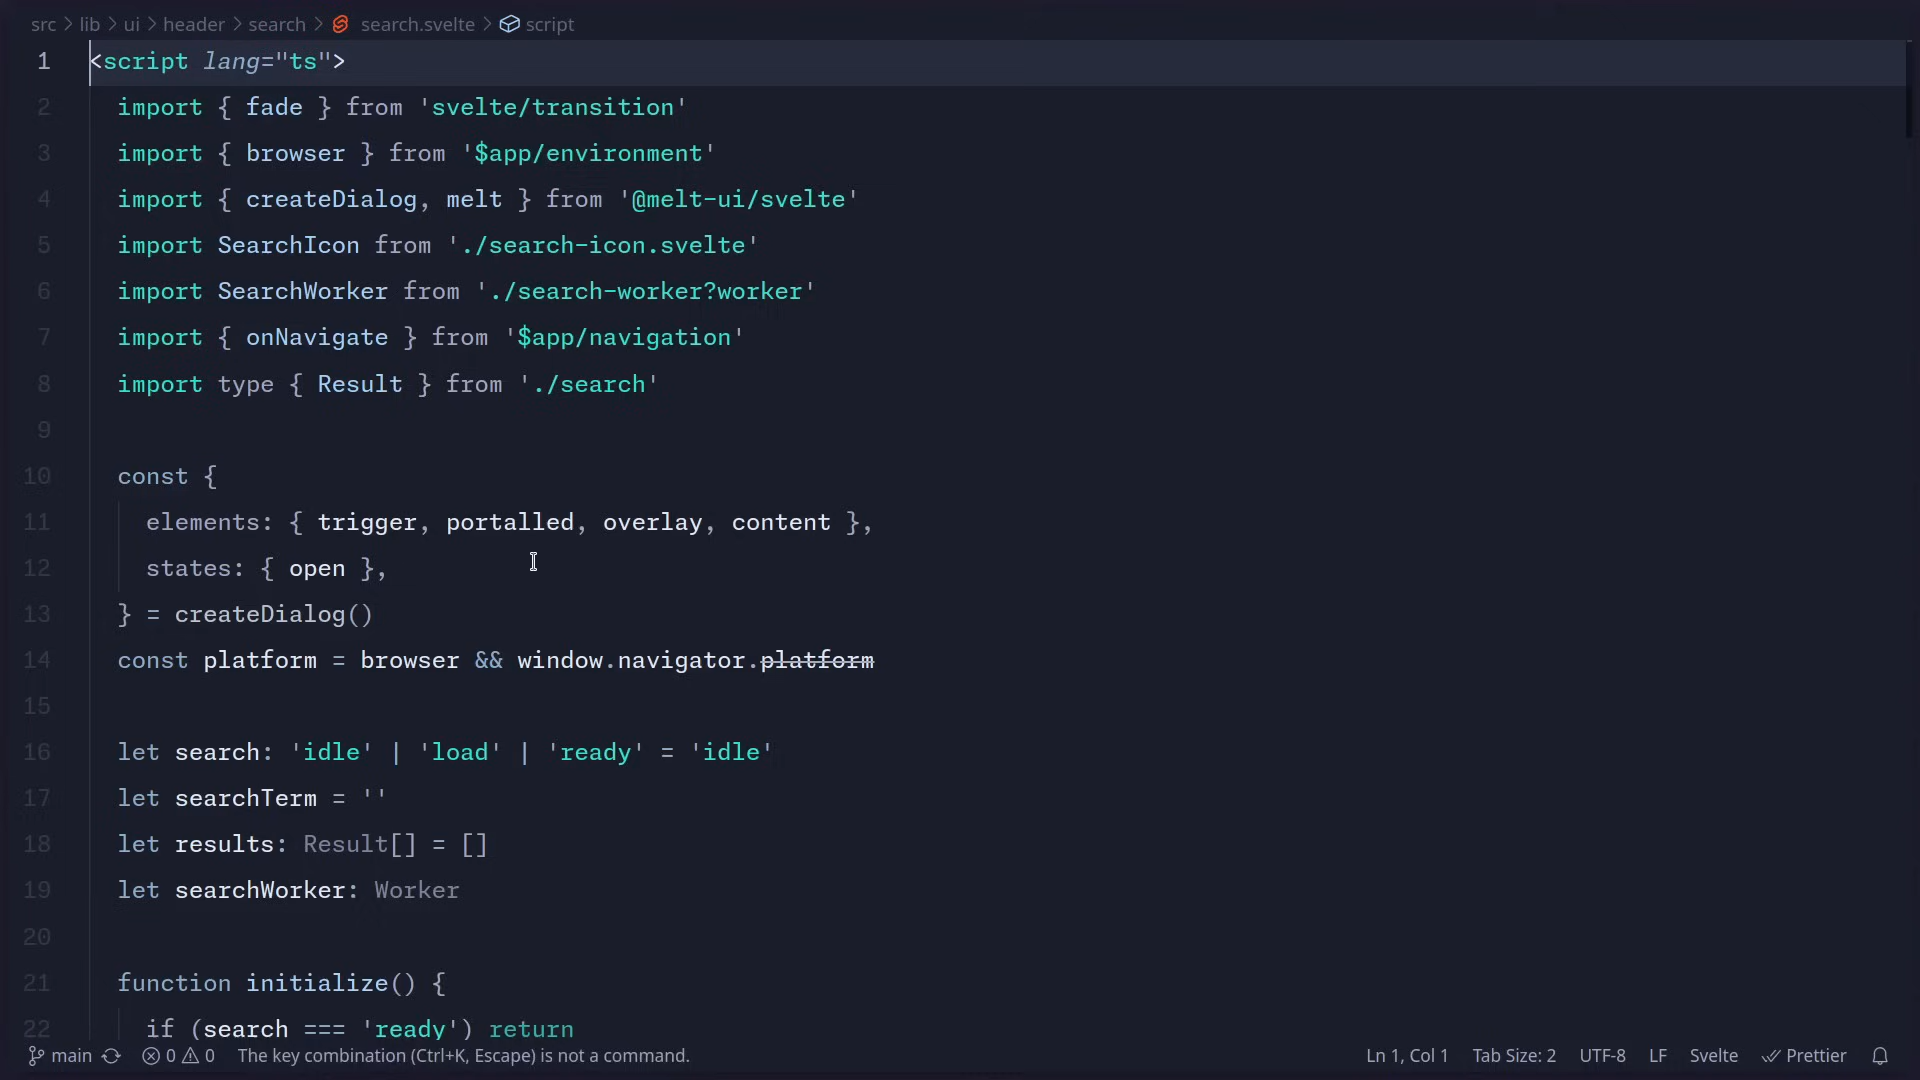 src > lib > ui > header > search > search.svelte > script
1 <script lang="ts">
2 import { fade } from 'svelte/transition'
3 import { browser } from '$app/environment'
4 import { createDialog, melt } from '@melt-ui/svelte'
5 import SearchIcon from './search-icon.svelte'
6 import SearchWorker from './search-worker?worker'
7 import { onNavigate } from '$app/navigation'
8 import type { Result } from './search'
9
10 const {
11 elements: { trigger, portalled, overlay, content },
12 states: { open },
13 } = createDialog()
14 const platform = browser && window.navigator.platform
15
16 let search: 'idle' | 'load' | 'ready' = 'idle'
17 let searchTerm = ''
18 let results: Result[] = []
19 let searchWorker: Worker
20
21 function initialize() {
22 if (search === 'ready') return
main 0 0 The key combination (Ctrl+K, Escape) is not a command. Ln 1, Col 1 Tab Size: 2 UTF-8 LF Svelte Prettier